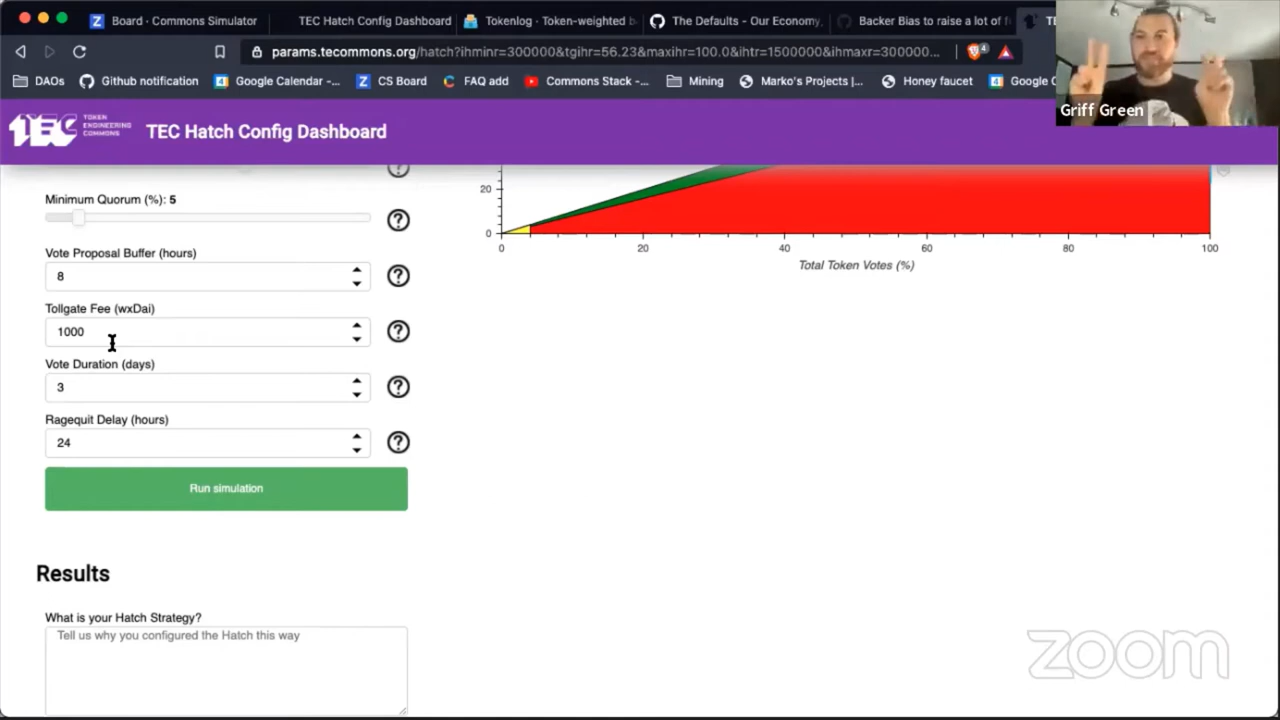 Board · Commons Simulator
TEC Hatch Config Dashboard
Tokenlog · Token-weighted b
The Defaults - Our Economy.
Backer Bias to raise a lot of f
TE
params.tecommons.org/hatch?ihminr=300000&tgihr=56.23&maxihr=100.0&ihtr=1500000&ihmaxr=300000...
4
DAOs
Github notification
Google Calendar -...
CS Board
FAQ add
Commons Stack -...
Mining
Marko's Projects |...
Honey faucet
Google C
Griff Green
TEC
TOKEN
ENGINEERING
COMMONS
TEC Hatch Config Dashboard
Minimum Quorum (%): 5
Vote Proposal Buffer (hours)
8
Tollgate Fee (wxDai)
1000
Vote Duration (days)
3
Ragequit Delay (hours)
24
Run simulation
20
0
0 20 40 60 80 100
Total Token Votes (%)
Results
What is your Hatch Strategy?
Tell us why you configured the Hatch this way
zoom